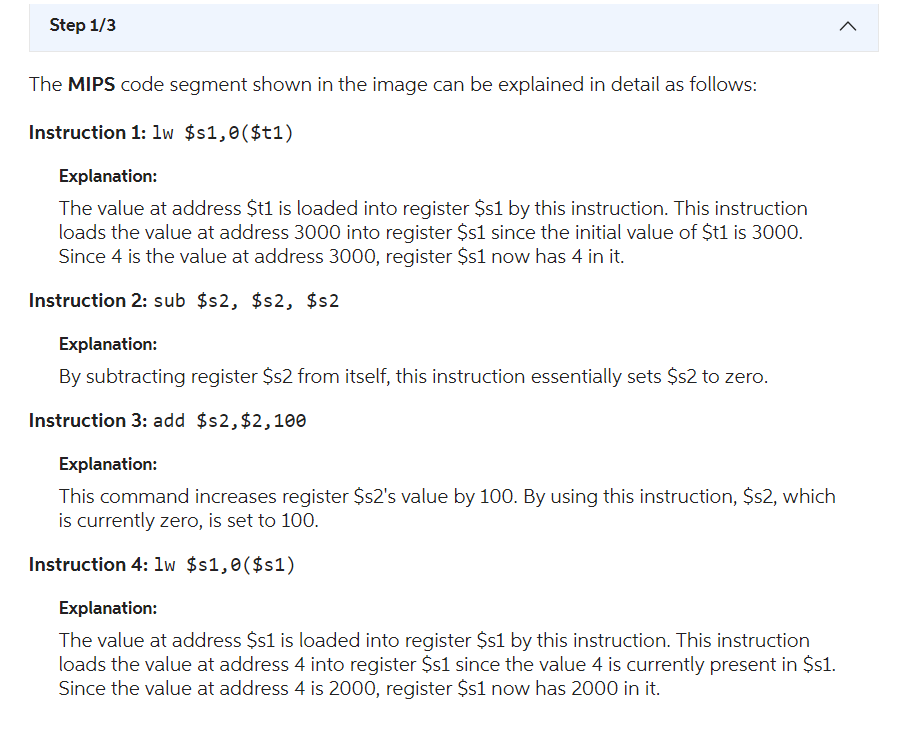 Step 1/3
The MIPS code segment shown in the image can be explained in detail as follows:
Instruction 1: lw $s1,0($t1)
Explanation:
The value at address $t1 is loaded into register $s1 by this instruction. This instruction
loads the value at address 3000 into register $s1 since the initial value of $t1 is 3000.
Since 4 is the value at address 3000, register $s1 now has 4 in it.
Instruction 2: sub $s2, $s2, $s2
Explanation:
By subtracting register $s2 from itself, this instruction essentially sets $s2 to zero.
Instruction 3: add $s2,$2,100
Explanation:
This command increases register $s2's value by 100. By using this instruction, $s2, which
is currently zero, is set to 100.
Instruction 4: lw $s1,0($s1)
Explanation:
The value at address $s1 is loaded into register $s1 by this instruction. This instruction
loads the value at address 4 into register $s1 since the value 4 is currently present in $s1.
Since the value at address 4 is 2000, register $s1 now has 2000 in it.